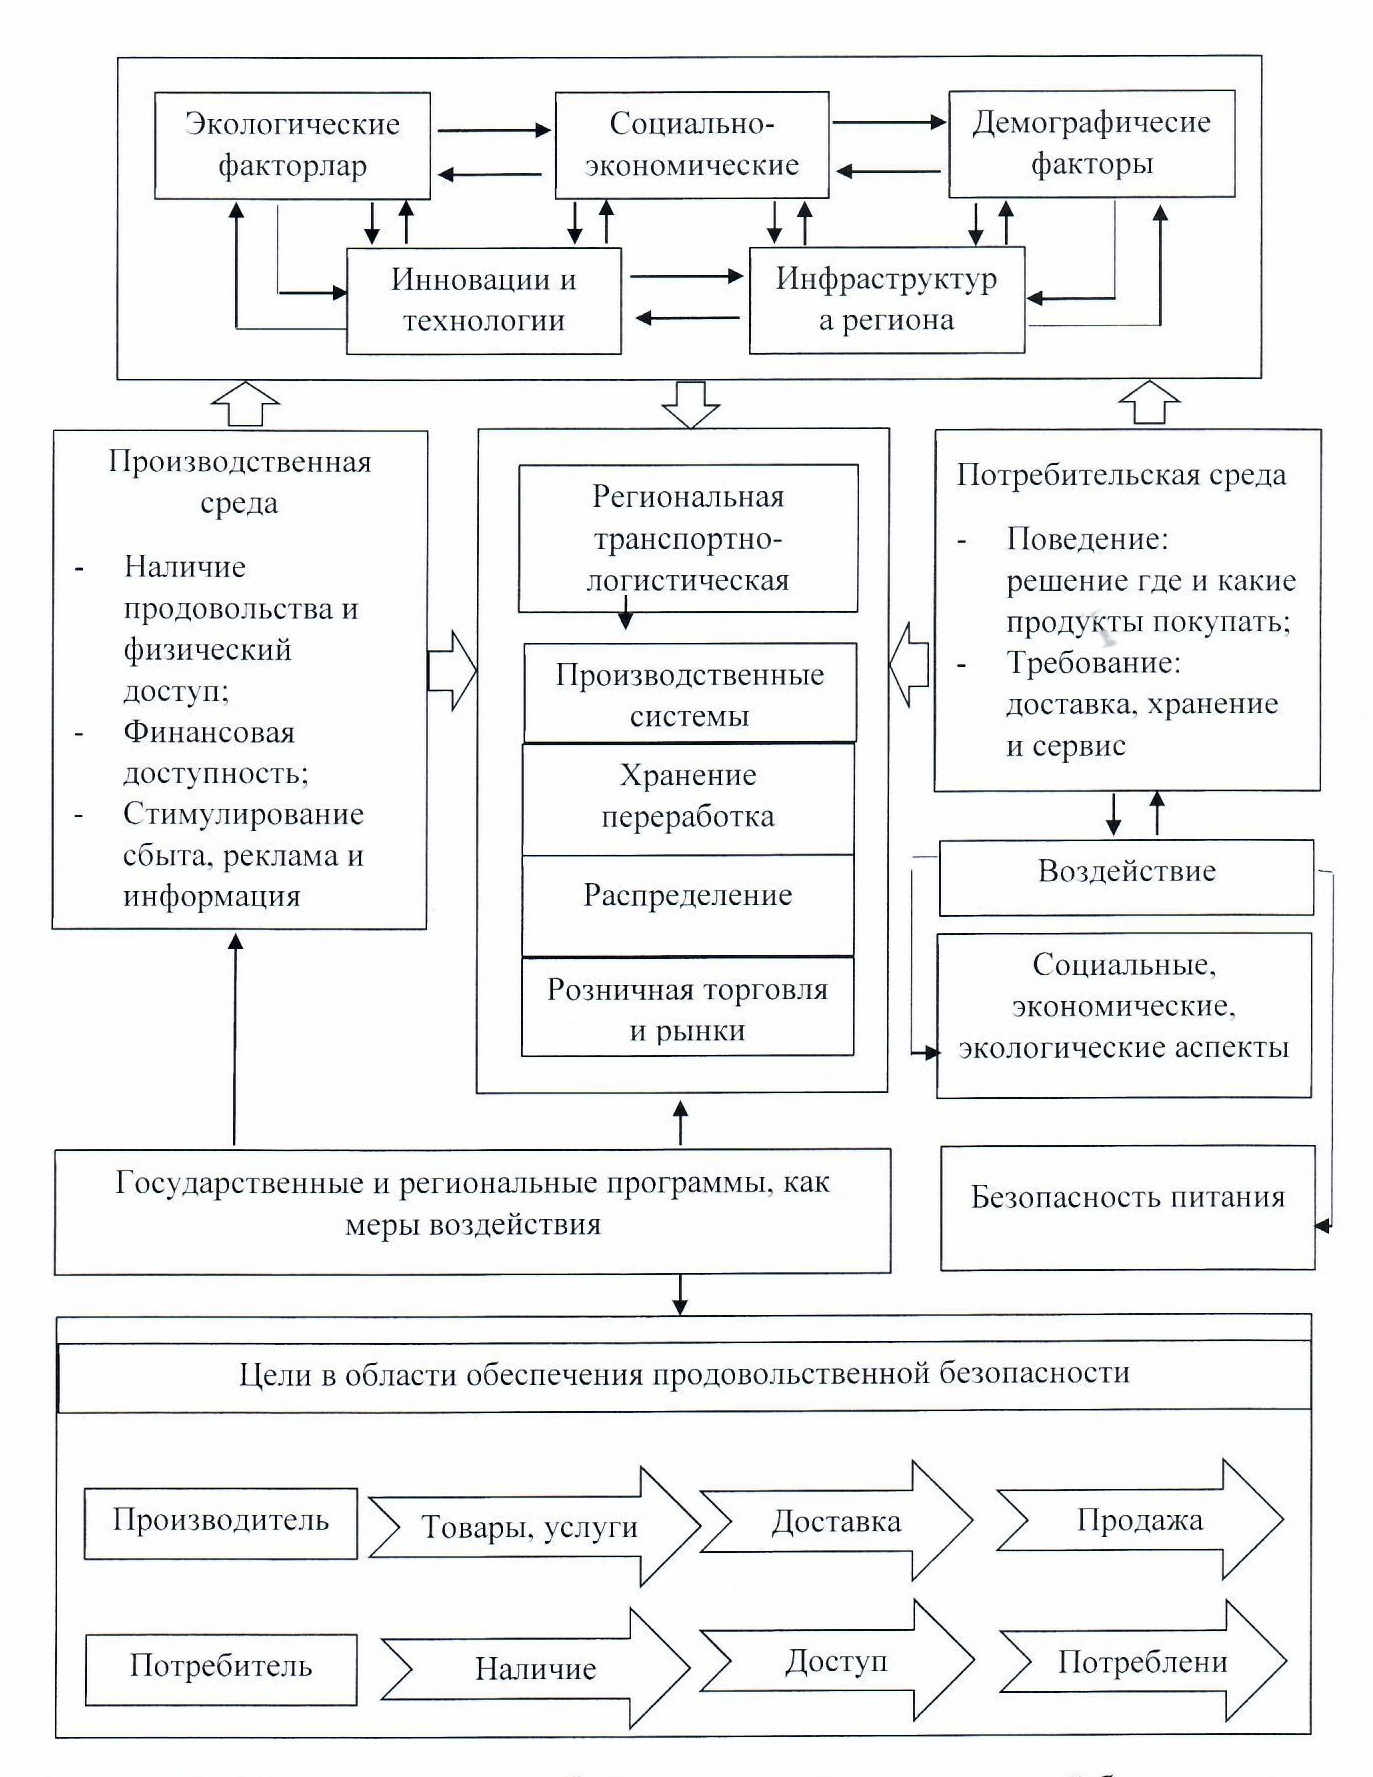 Экологические
факторлар
Социально-
экономические
Демографичесие
факторы
Инновации и
технологии
Инфраструктур
а региона
Производственная
среда
- Наличие
продовольства и
физический
доступ;
- Финансовая
доступность;
- Стимулирование
сбыта, реклама и
информация
Региональная
транспортно-
логистическая
Производственные
системы
Хранение
переработка
Распределение
Розничная торговля
и рынки
Потребительская среда
- Поведение:
решение где и какие
продукты покупать;
- Требование:
доставка, хранение
и сервис
Воздействие
Социальные,
экономические,
экологические аспекты
Безопасность питания
Государственные и региональные программы, как
меры воздействия
Цели в области обеспечения продовольственной безопасности
Производитель
Товары, услуги
Доставка
Продажа
Потребитель
Наличие
Доступ
Потреблени